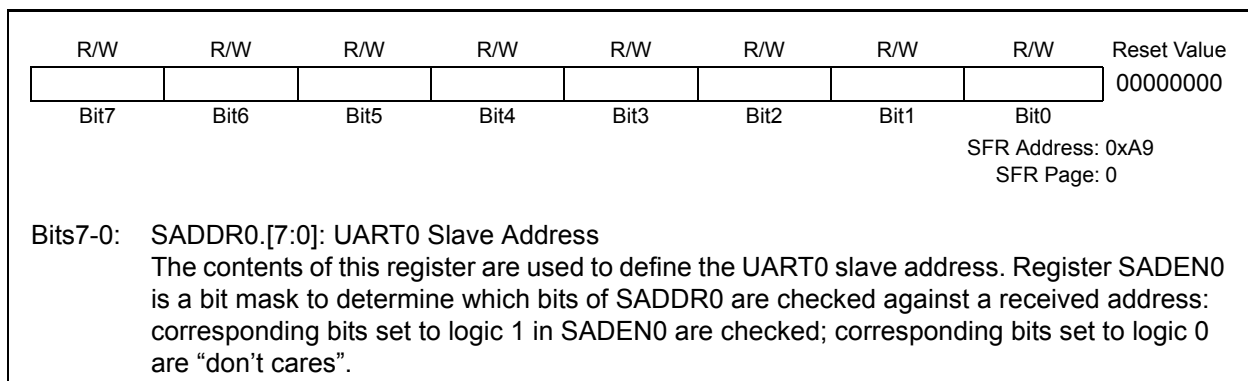 R/W R/W R/W R/W R/W R/W R/W R/W Reset Value
00000000
Bit7 Bit6 Bit5 Bit4 Bit3 Bit2 Bit1 Bit0
SFR Address: 0xA9
SFR Page: 0
Bits7-0: SADDR0.[7:0]: UART0 Slave Address
The contents of this register are used to define the UART0 slave address. Register SADEN0
is a bit mask to determine which bits of SADDR0 are checked against a received address:
corresponding bits set to logic 1 in SADEN0 are checked; corresponding bits set to logic 0
are “don’t cares”.